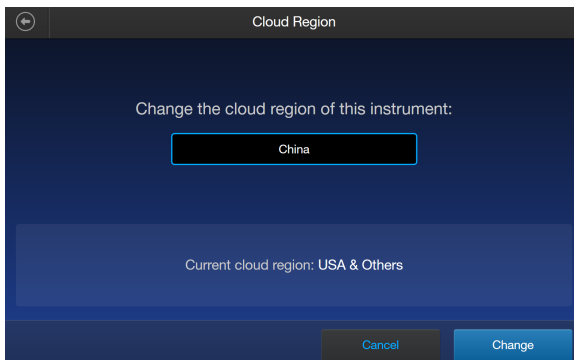 Cloud Region
Change the cloud region of this instrument:
China
Current cloud region: USA & Others
Cancel
Change